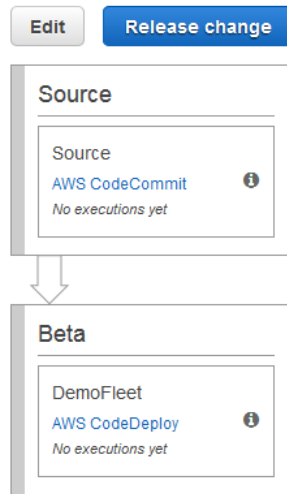 Edit Release change
Source
Source
AWS CodeCommit
No executions yet
Beta
DemoFleet
AWS CodeDeploy
No executions yet